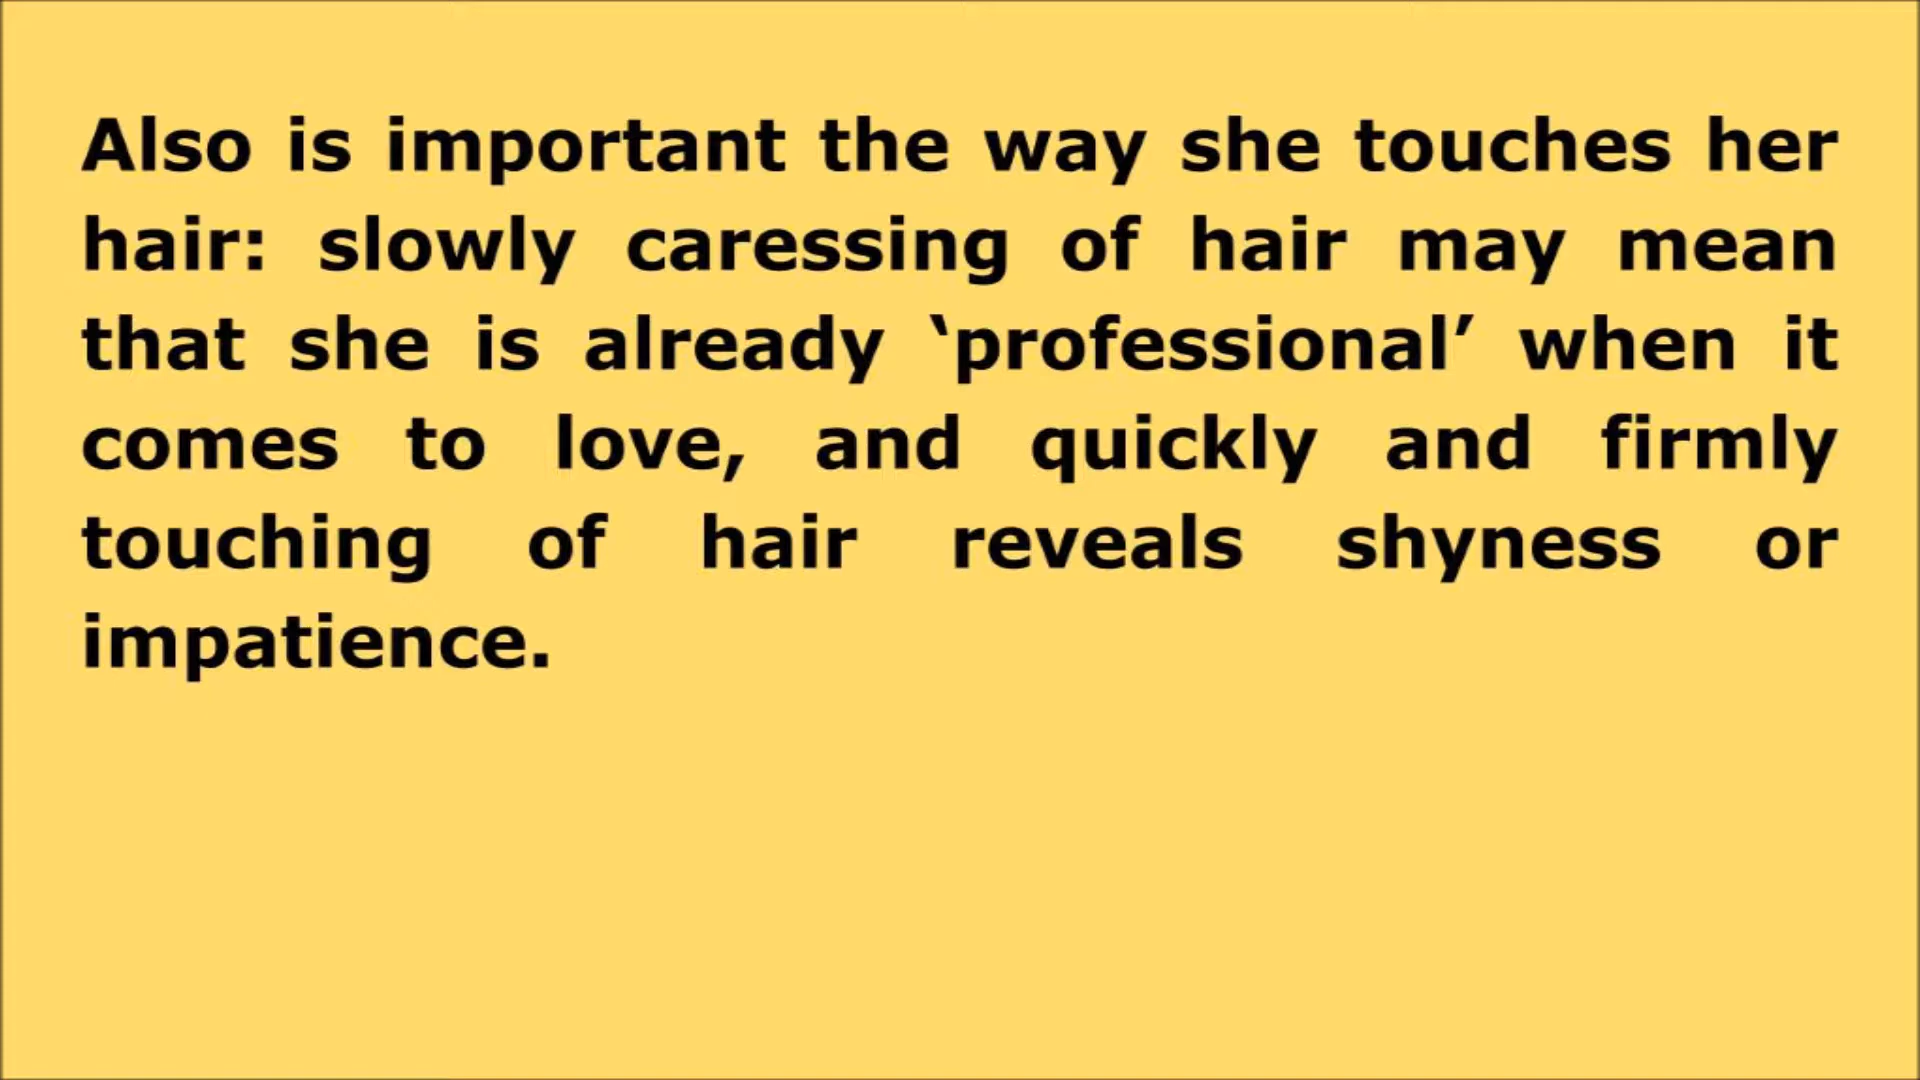 Also is important the way she touches her
hair: slowly caressing of hair may mean
that she is already ‘professional’ when it
comes to love, and quickly and firmly
touching of hair reveals shyness or
impatience.